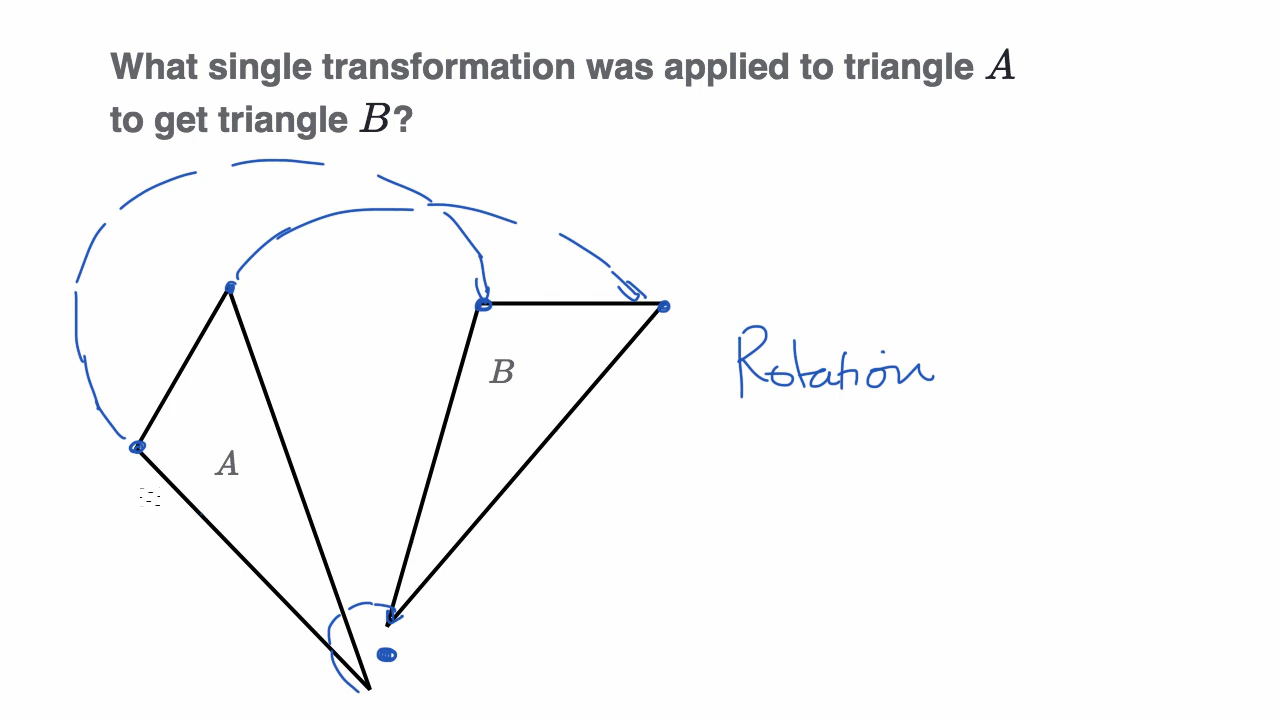 What single transformation was applied to triangle A
to get triangle B?
B
Rotation
A